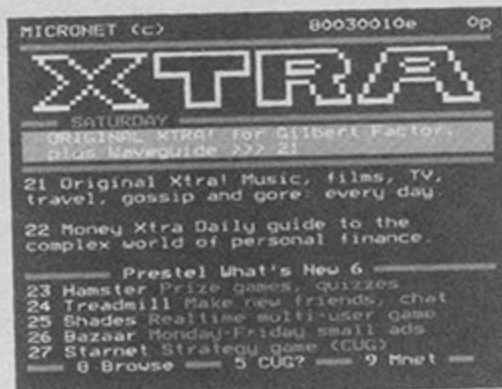 MICRONET (c) 80030010e 0p
XTRA
SATURDAY
ORIGINAL XTRA! for Gilbert Factor,
plus Waveguide >>> 21
21 Original Xtra! Music, films, TV,
travel, gossip and gore: every day
22 Money Xtra Daily guide to the
complex world of personal finance.
Prestel What's New 6
23 Hamster Prize games, quizzes
24 Treadmill Make new friends, chat
25 Shades Realtime multi-user game
26 Bazaar Monday-Friday small ads
27 Starnet Strategy game (CUG)
0 Browse 5 CUG? 9 Mnet